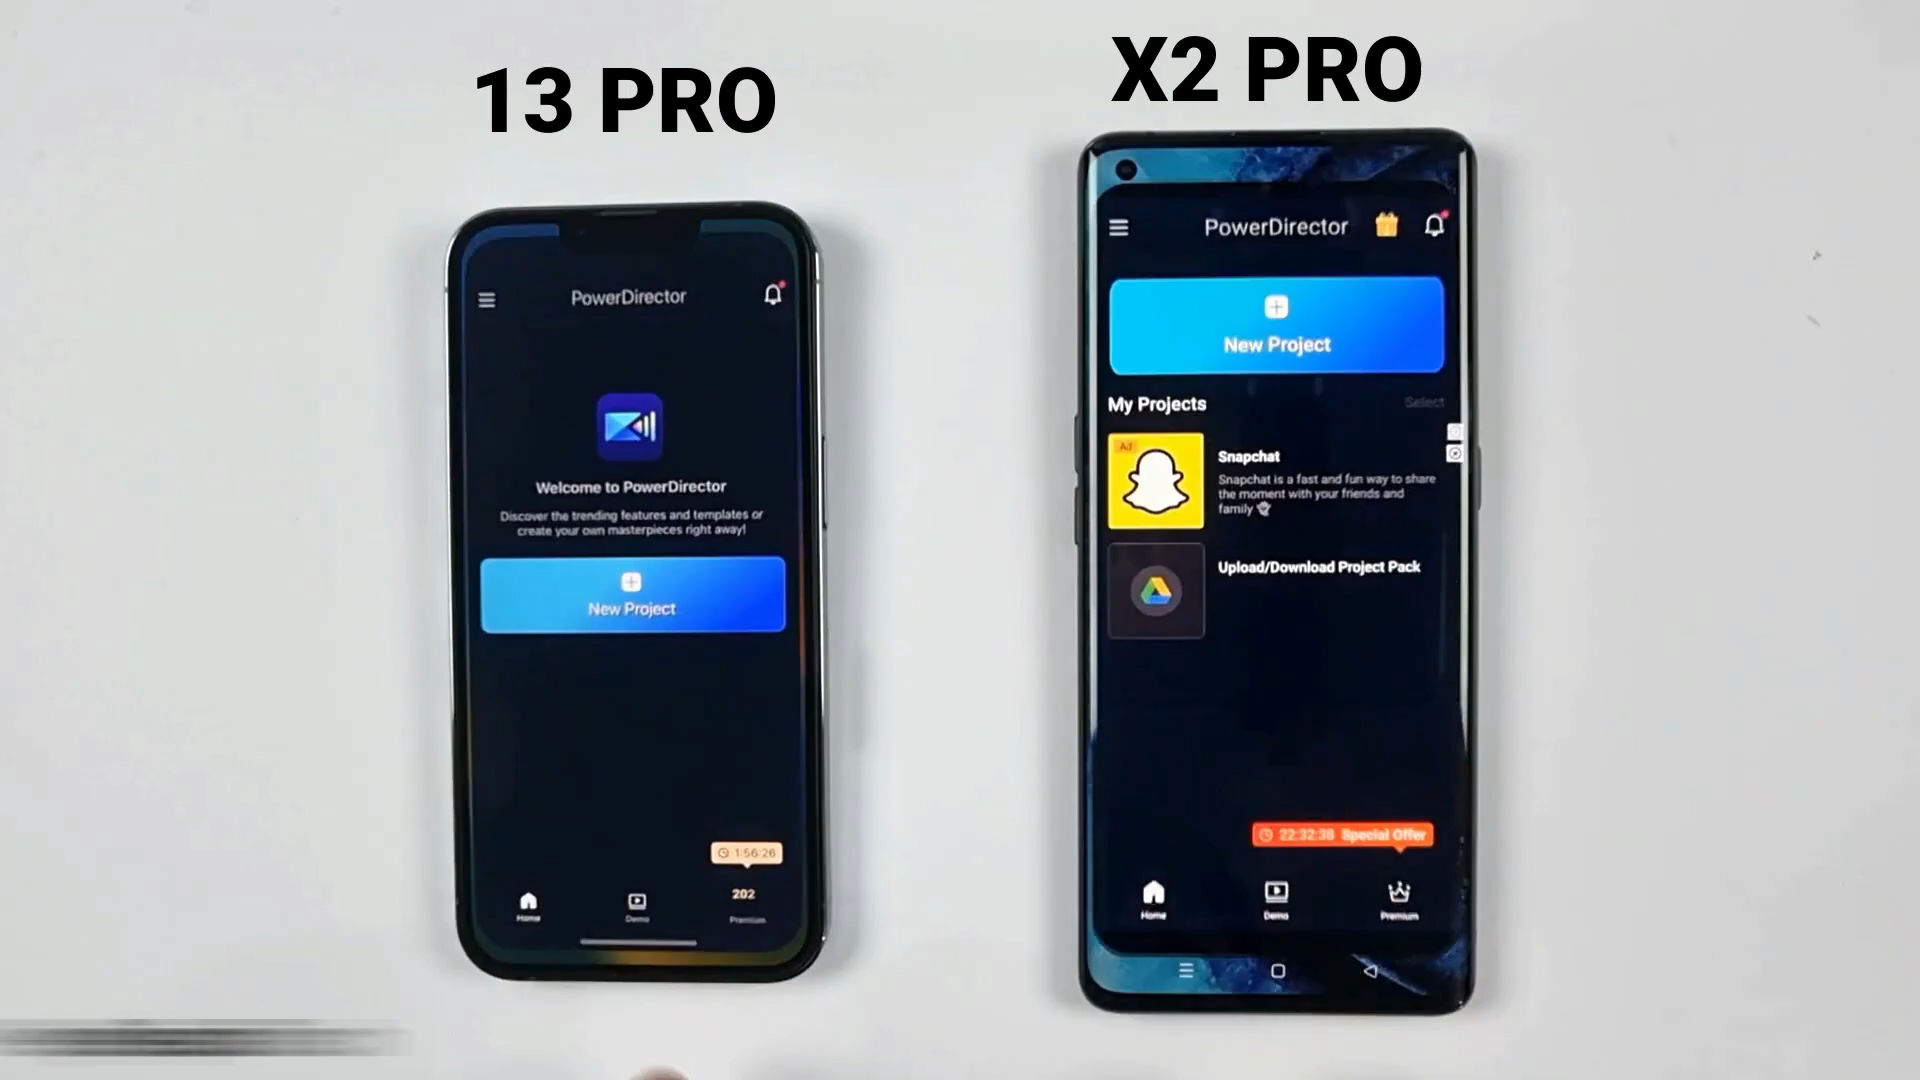 13 PRO
X2 PRO
PowerDirector
Welcome to PowerDirector
Discover the trending features and templates or
create your own masterpieces right away!
New Project
1:56:26
202
Home
Demo
Premium
PowerDirector
New Project
My Projects
Select
Ad
Snapchat
Snapchat is a fast and fun way to share
the moment with your friends and
family
Upload/Download Project Pack
22:32:38 Special Offer
Home
Demo
Premium